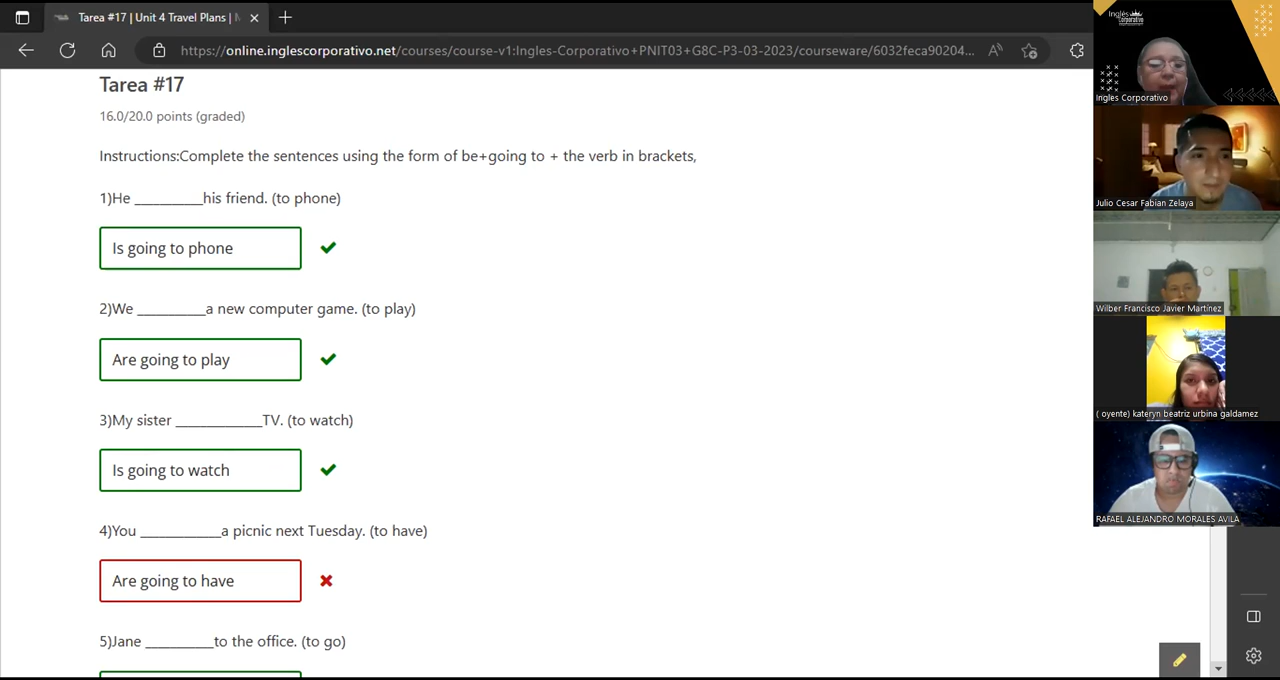 Tarea #17 | Unit 4 Travel Plans |
https://online.inglescorporativo.net/courses/course-v1:Ingles-Corporativo+PNIT03+G8C-P3-03-2023/courseware/6032feca90204...
Tarea #17
16.0/20.0 points (graded)
Instructions:Complete the sentences using the form of be+going to + the verb in brackets,
1)He __________his friend. (to phone)
Is going to phone
2)We __________a new computer game. (to play)
Are going to play
3)My sister _____________TV. (to watch)
Is going to watch
4)You ____________a picnic next Tuesday. (to have)
Are going to have
5)Jane __________to the office. (to go)
Inglés
Corporativo
Ingles Corporativo
Julio Cesar Fabian Zelaya
Wilber Francisco Javier Martínez
( oyente) kateryn beatriz urbina galdamez
RAFAEL ALEJANDRO MORALES AVILA